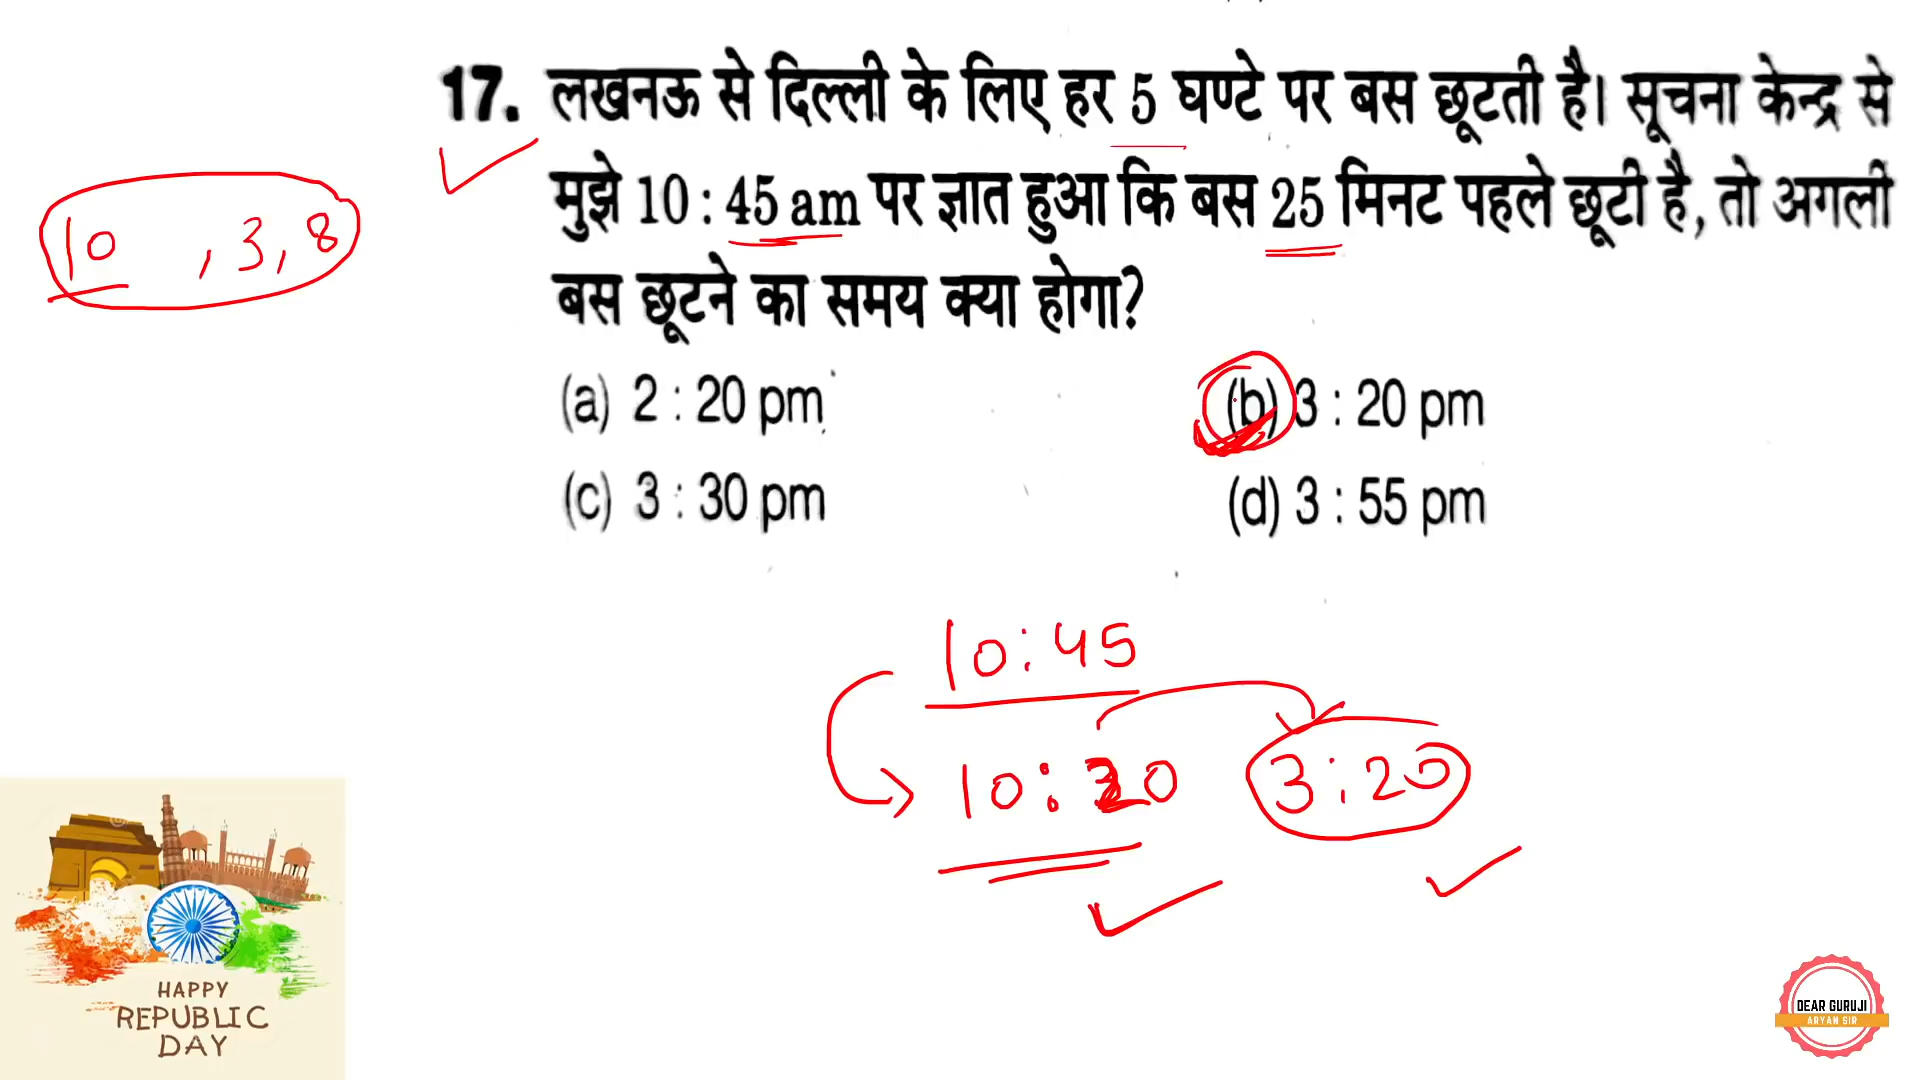 17. लखनऊ से दिल्ली के लिए हर 5 घण्टे पर बस छूटती है। सूचना केन्द्र से
मुझे 10 : 45 am पर ज्ञात हुआ कि बस 25 मिनट पहले छूटी है, तो अगली
बस छूटने का समय क्या होगा?
(a) 2 : 20 pm (b) 3 : 20 pm
(c) 3 : 30 pm (d) 3 : 55 pm
10 , 3, 8
10:45
10:20 3:20
HAPPY
REPUBLIC
DAY
DEAR GURUJI
ARYAN SIR